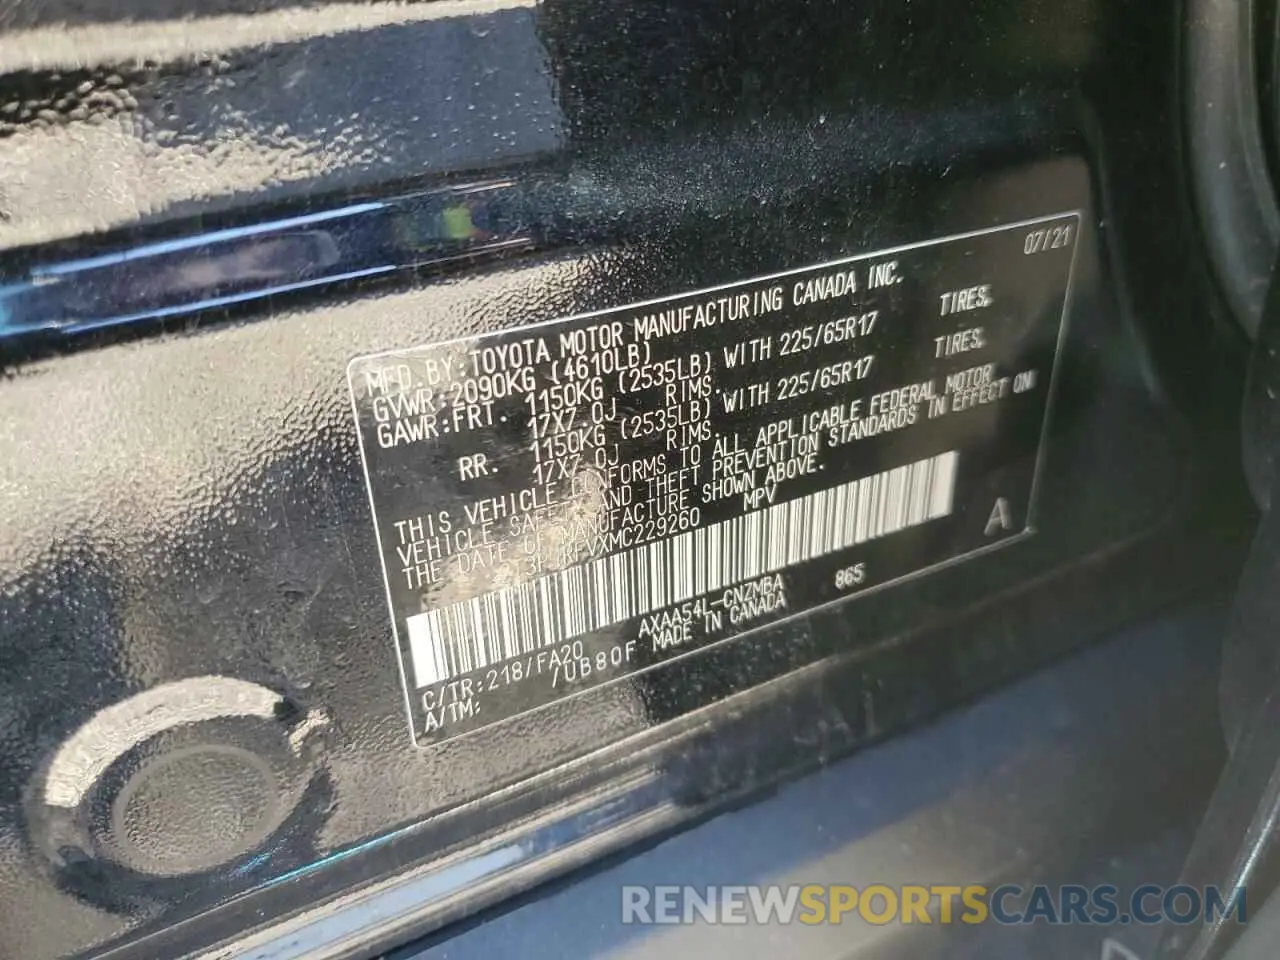 07/21
MFD.BY:TOYOTA MOTOR MANUFACTURING CANADA INC.
GVWR:2090KG (4610LB)
GAWR:FRT. 1150KG (2535LB) WITH 225/65R17 TIRES,
17X7.0J RIMS.
RR. 1150KG (2535LB) WITH 225/65R17 TIRES,
17X7.0J RIMS.
THIS VEHICLE CONFORMS TO ALL APPLICABLE FEDERAL MOTOR
VEHICLE SAFETY AND THEFT PREVENTION STANDARDS IN EFFECT ON
THE DATE OF MANUFACTURE SHOWN ABOVE.
MPV
A
C/TR:218/FA20 AXAA54L-CNZMBA 865
A/TM: /UB80F MADE IN CANADA
RENEWSPORTSCARS.COM